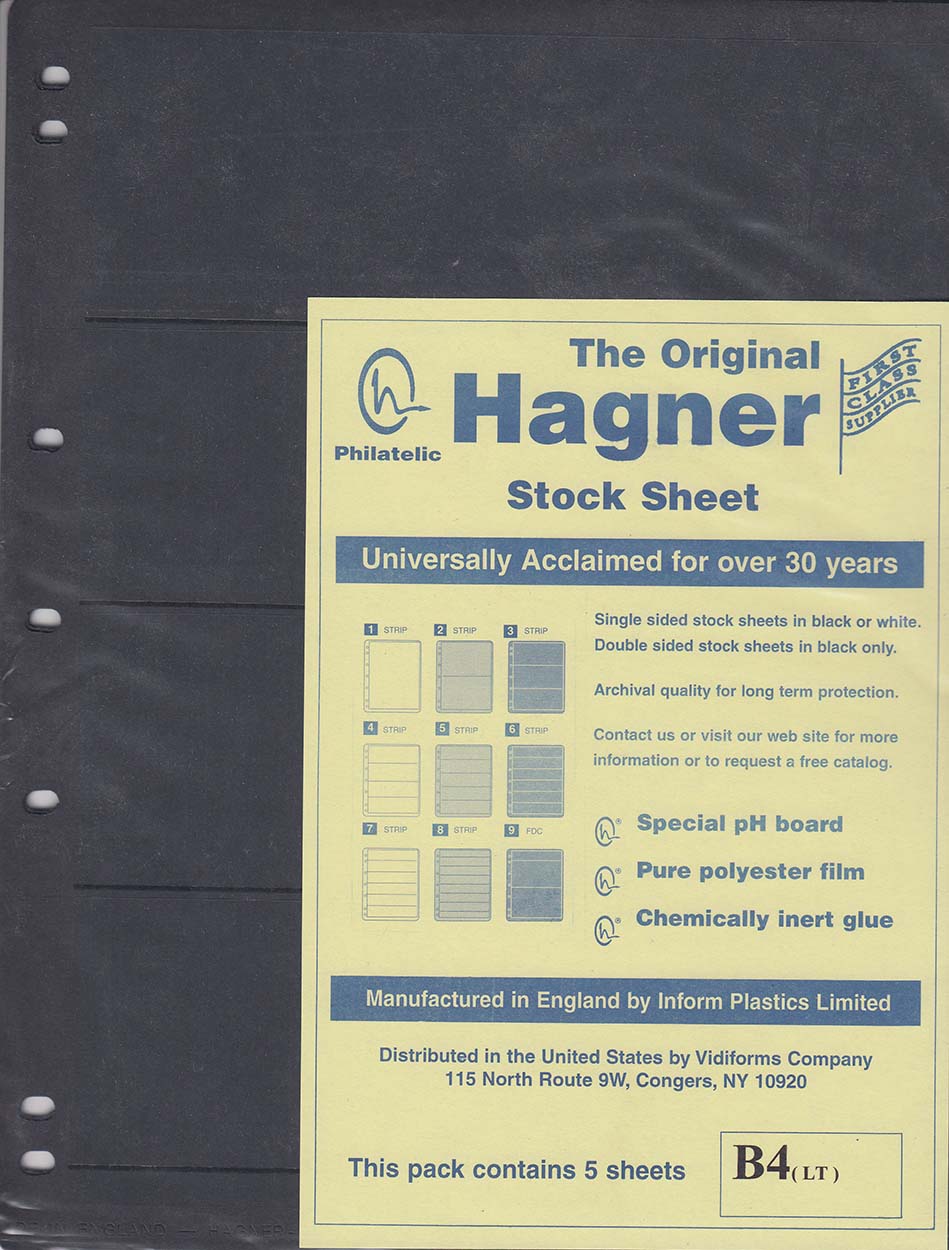 The Original
Hagner
Stock Sheet
h
Philatelic
FIRST
CLASS
SUPPLIER
Universally Acclaimed for over 30 years
1 STRIP 2 STRIP 3 STRIP
4 STRIP 5 STRIP 6 STRIP
7 STRIP 8 STRIP 9 FDC
Single sided stock sheets in black or white.
Double sided stock sheets in black only.
Archival quality for long term protection.
Contact us or visit our web site for more
information or to request a free catalog.
h® Special pH board
h® Pure polyester film
h® Chemically inert glue
Manufactured in England by Inform Plastics Limited
Distributed in the United States by Vidiforms Company
115 North Route 9W, Congers, NY 10920
This pack contains 5 sheets
B4(LT)
IN ENGLAND — HAGNER